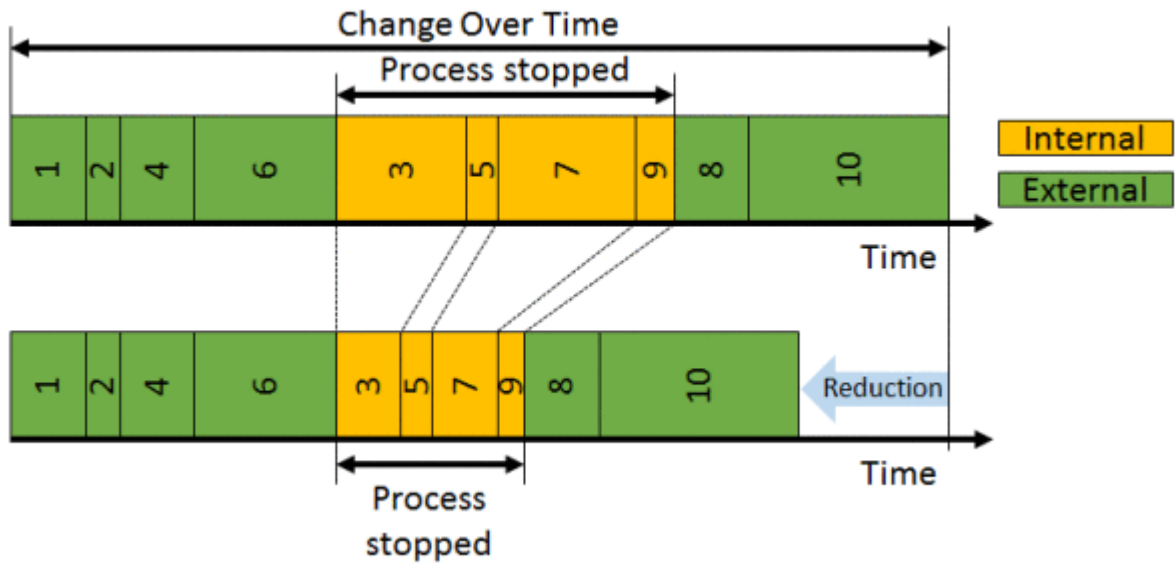 Change Over Time
Process stopped
1 2 4 6 3 5 7 9 8 10
Internal
External
Time
1 2 4 6 3 5 7 9 8 10
Reduction
Time
Process
stopped